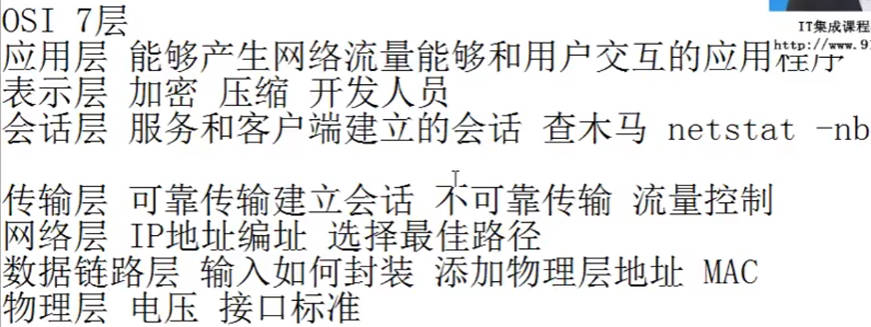 OSI 7层
IT集成课程
http://www.9
应用层 能够产生网络流量能够和用户交互的应用程序
表示层 加密 压缩 开发人员
会话层 服务和客户端建立的会话 查木马 netstat -nb
传输层 可靠传输建立会话 不可靠传输 流量控制
网络层 IP地址编址 选择最佳路径
数据链路层 输入如何封装 添加物理层地址 MAC
物理层 电压 接口标准